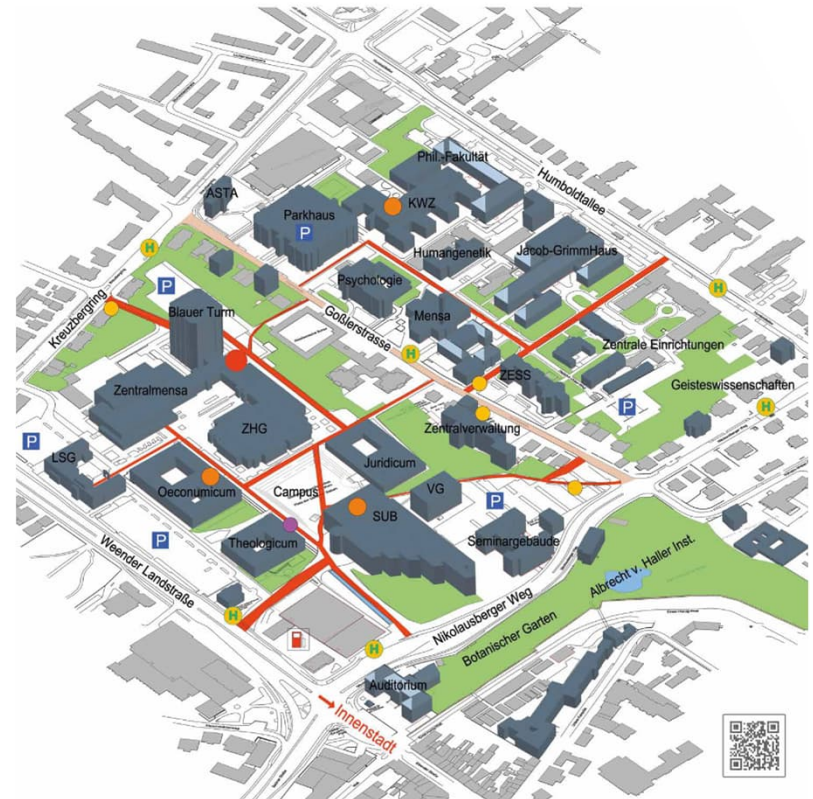 Phil.-Fakultät
Humboldtallee
ASTA
KWZ
Parkhaus
P
Humangenetik
Jacob-GrimmHaus
H
Psychologie
H
P
Kreuzbergring
Blauer Turm
Mensa
Goßlerstrasse
Zentrale Einrichtungen
H
ZESS
Geisteswissenschaften
Zentralmensa
P
H
ZHG
Zentralverwaltung
P
LSG
Juridicum
Oeconumicum
Campus
VG
P
SUB
P
Theologicum
Seminargebäude
Weender Landstraße
Albrecht v. Haller Inst.
H
Nikolausberger Weg
Botanischer Garten
H
Auditorium
Innenstadt